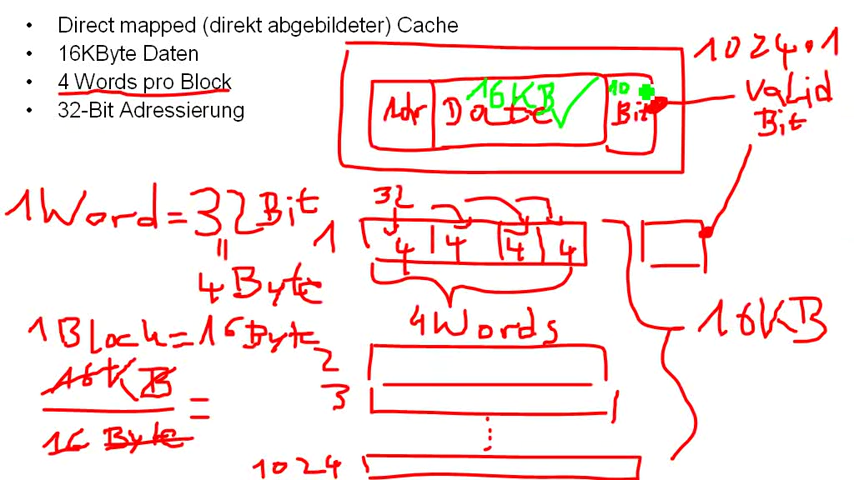 • Direct mapped (direkt abgebildeter) Cache
• 16KByte Daten
• 4 Words pro Block
• 32-Bit Adressierung
1024.1
Valid
Bit
16KB
10
Bit
1Word=32Bit
4Byte
32
1
4 4 4 4
4Words
1Block=16Byte
16KB
16 Byte
=
2
3
1024
16KB